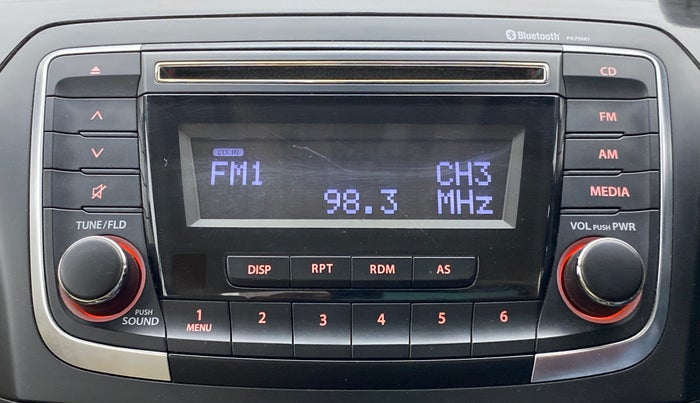 Bluetooth PA79M1
CD
FM
AM
MEDIA
CD-IN
FM1 CH3
98.3 MHz
TUNE/FLD
VOL PUSH PWR
DISP RPT RDM AS
PUSH
SOUND
1 2 3 4 5 6
MENU